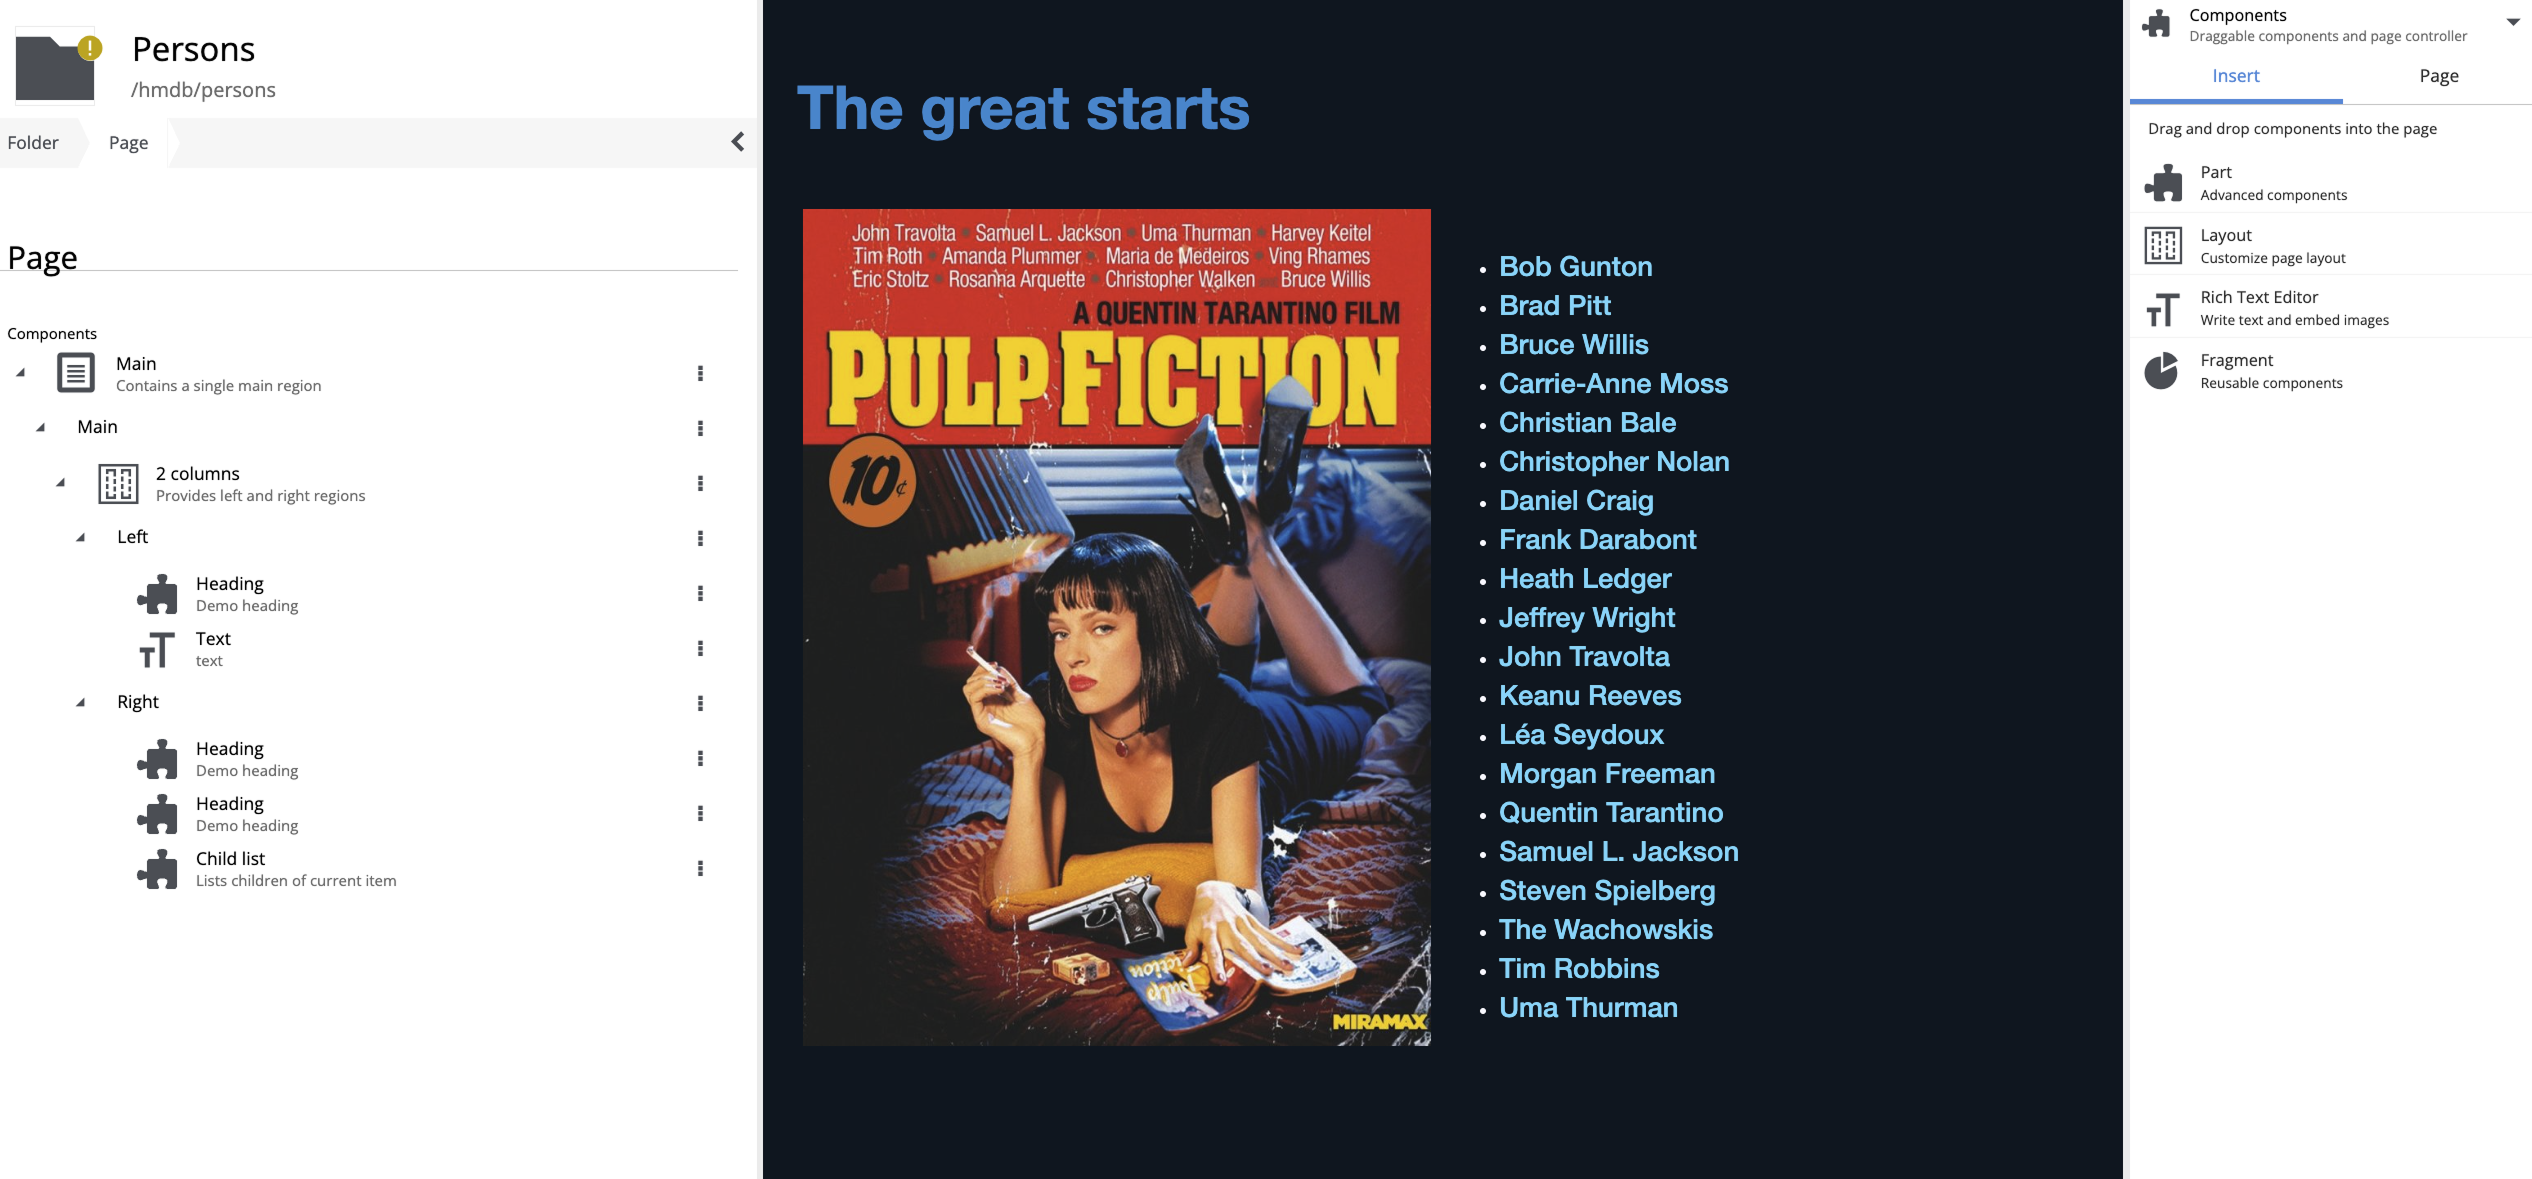 Persons
/hmdb/persons
Folder
Page
Page
Components
Main
Contains a single main region
Main
2 columns
Provides left and right regions
Left
Heading
Demo heading
Text
text
Right
Heading
Demo heading
Heading
Demo heading
Child list
Lists children of current item
The great starts
John Travolta • Samuel L. Jackson • Uma Thurman • Harvey Keitel
Tim Roth • Amanda Plummer • Maria de Medeiros • Ving Rhames
Eric Stoltz • Rosanna Arquette • Christopher Walken and Bruce Willis
A QUENTIN TARANTINO FILM
PULP FICTION
10¢
pulp
fiction
MIRAMAX
• Bob Gunton
• Brad Pitt
• Bruce Willis
• Carrie-Anne Moss
• Christian Bale
• Christopher Nolan
• Daniel Craig
• Frank Darabont
• Heath Ledger
• Jeffrey Wright
• John Travolta
• Keanu Reeves
• Léa Seydoux
• Morgan Freeman
• Quentin Tarantino
• Samuel L. Jackson
• Steven Spielberg
• The Wachowskis
• Tim Robbins
• Uma Thurman
Components
Draggable components and page controller
Insert
Page
Drag and drop components into the page
Part
Advanced components
Layout
Customize page layout
Rich Text Editor
Write text and embed images
Fragment
Reusable components